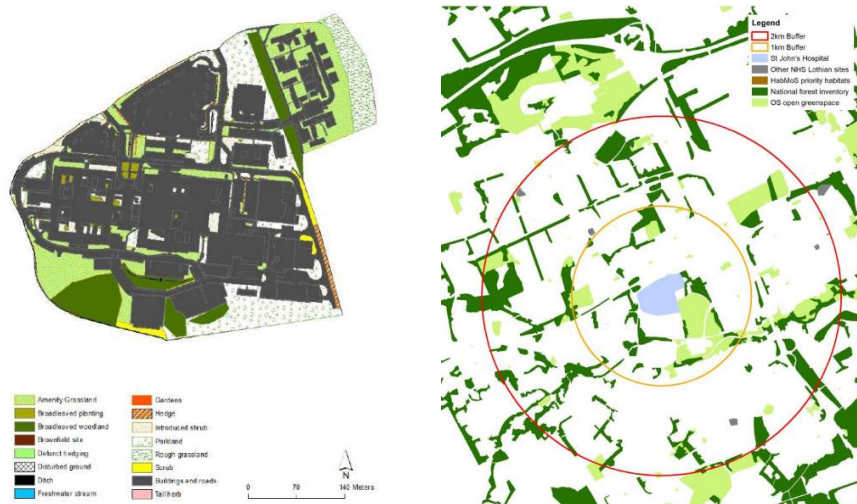 Amenity Grassland
Broadleaved planting
Broadleaved woodland
Brownfield site
Defunct hedging
Disturbed ground
Ditch
Freshwater stream
Gardens
Hedge
Introduced shrub
Parkland
Rough grassland
Scrub
Buildings and roads
Tall herb
N
0 70 140 Meters
Legend
2km Buffer
1km Buffer
St John's Hospital
Other NHS Lothian sites
HabMoS priority habitats
National forest inventory
OS open greenspace